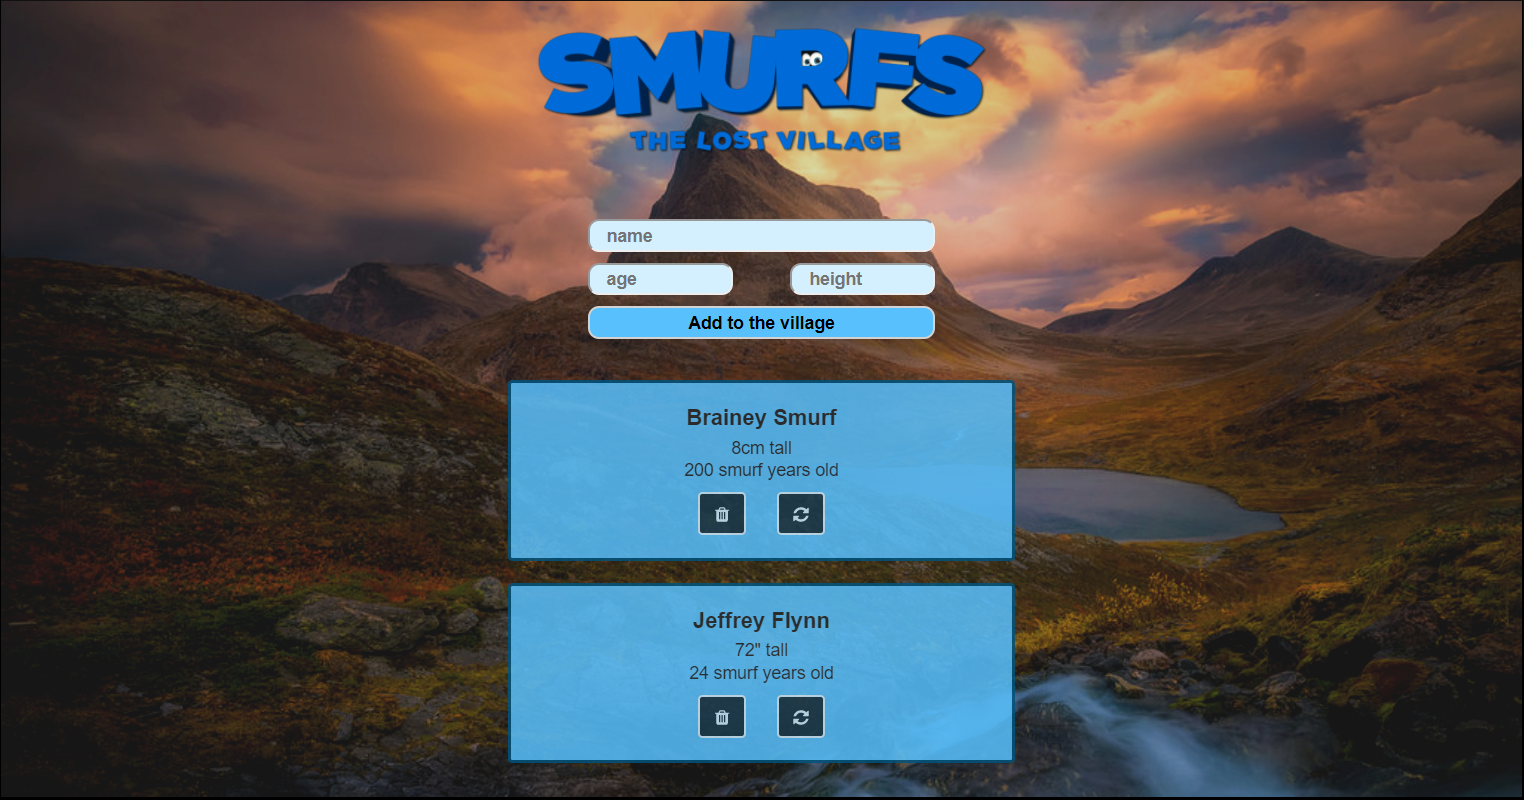 SMURFS
THE LOST VILLAGE
name
age height
Add to the village
Brainey Smurf
8cm tall
200 smurf years old
Jeffrey Flynn
72" tall
24 smurf years old